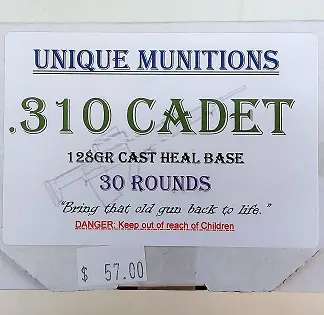 UNIQUE MUNITIONS
.310 CADET
128GR CAST HEAL BASE
30 ROUNDS
"Bring that old gun back to life."
DANGER: Keep out of reach of Children
$ 57.00